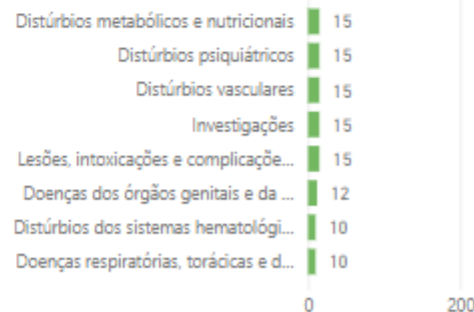 Distúrbios metabólicos e nutricionais 15
Distúrbios psiquiátricos 15
Distúrbios vasculares 15
Investigações 15
Lesões, intoxicações e complicaçõe... 15
Doenças dos órgãos genitais e da ... 12
Distúrbios dos sistemas hematológi... 10
Doenças respiratórias, torácicas e d... 10
0 200